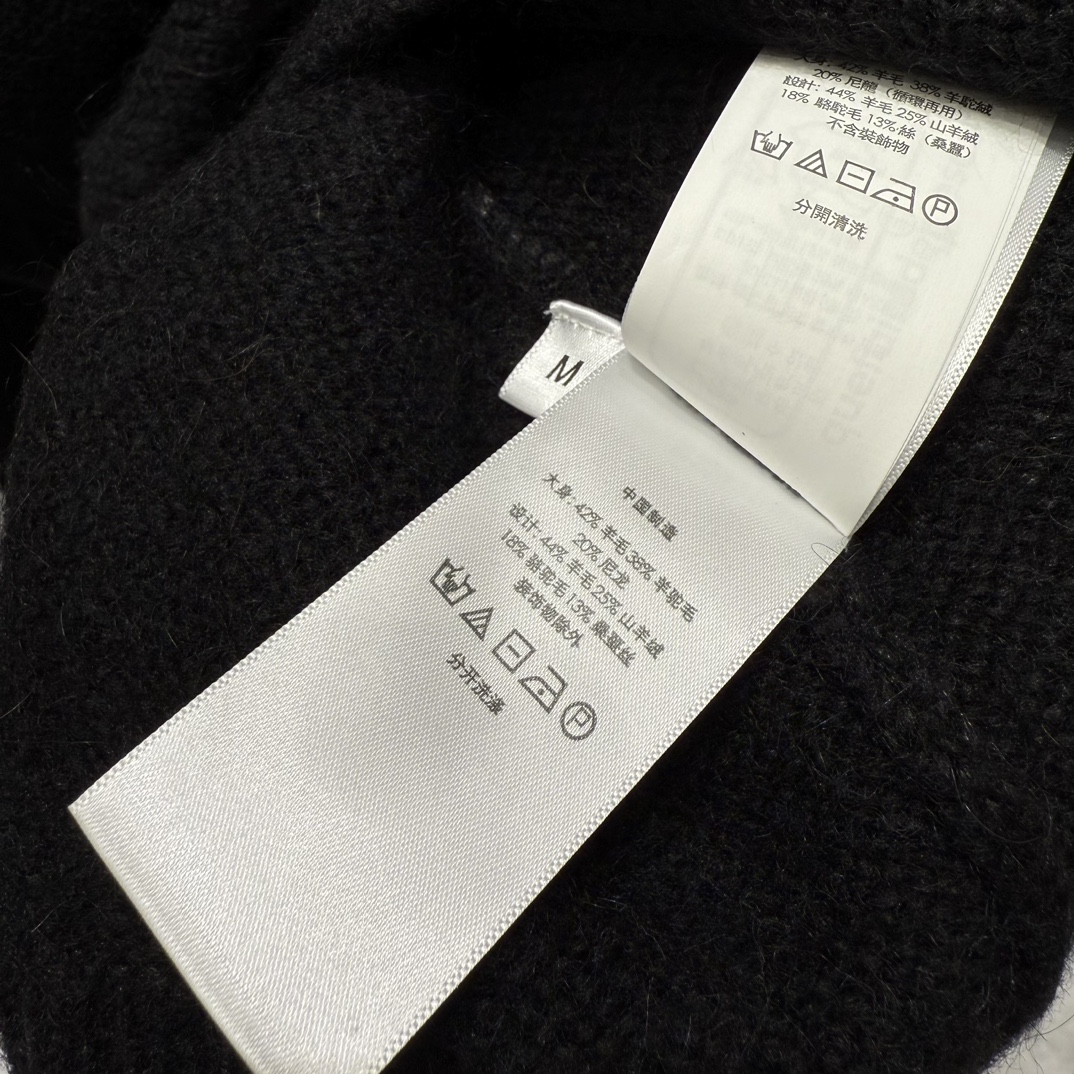 大身: 42% 羊毛 38% 羊駝絨
20% 尼龍（循環再用）
設計: 44% 羊毛 25% 山羊絨
18% 駱駝毛 13% 絲（桑蠶）
不含裝飾物
P
分開清洗
M
中国制造
大身: 42% 羊毛 38% 羊驼毛
20% 尼龙
设计: 44% 羊毛 25% 山羊绒
18% 骆驼毛 13% 桑蚕丝
装饰物除外
P
分开洗涤